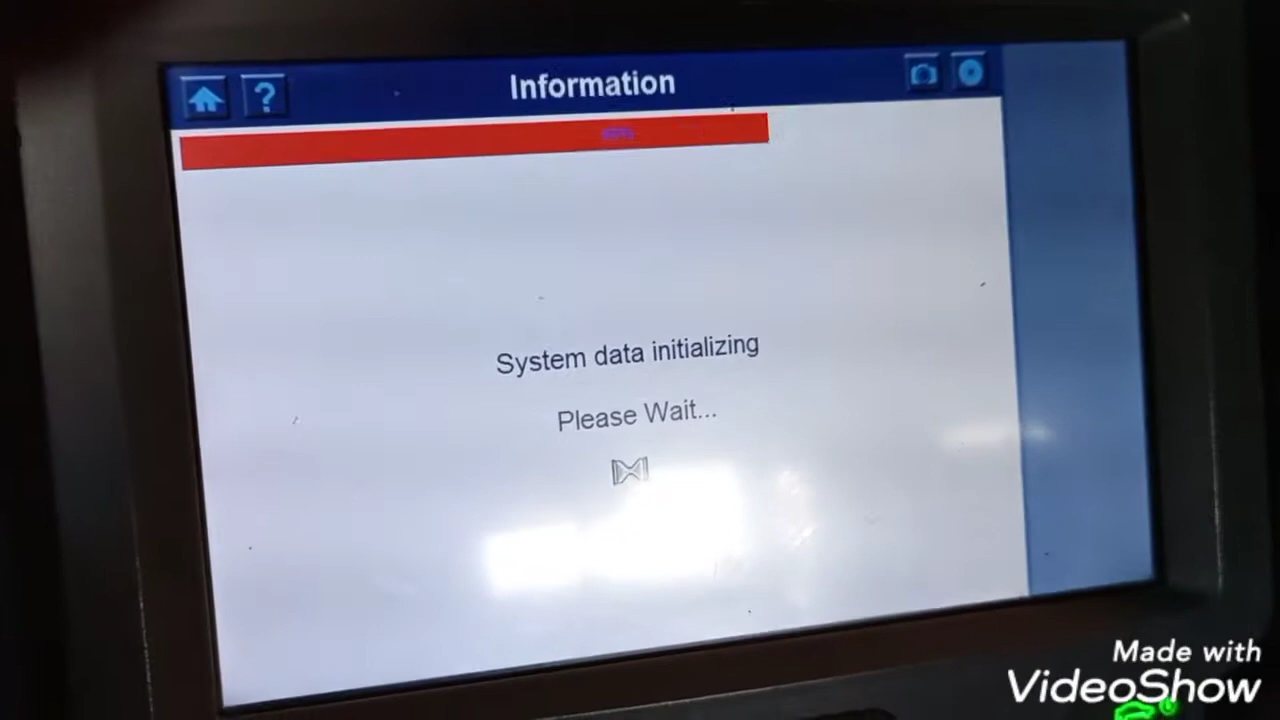 ?
Information
System data initializing
Please Wait...
Made with
VideoShow